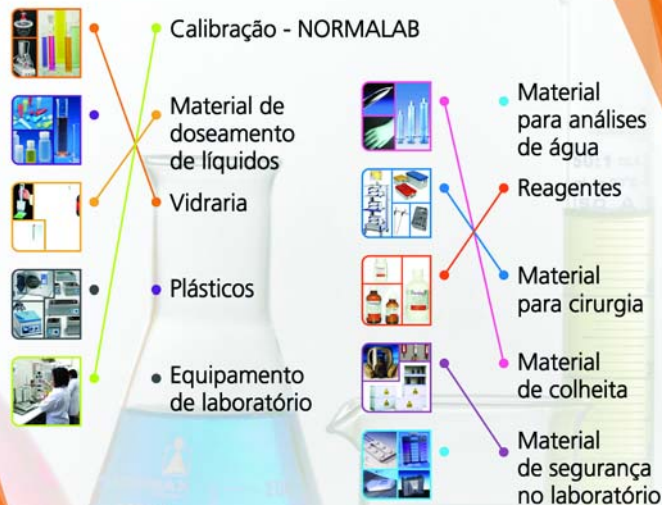 Calibração - NORMALAB
Material de
doseamento
de líquidos
Vidraria
Plásticos
Equipamento
de laboratório
Material
para análises
de água
Reagentes
Material
para cirurgia
Material
de colheita
Material
de segurança
no laboratório